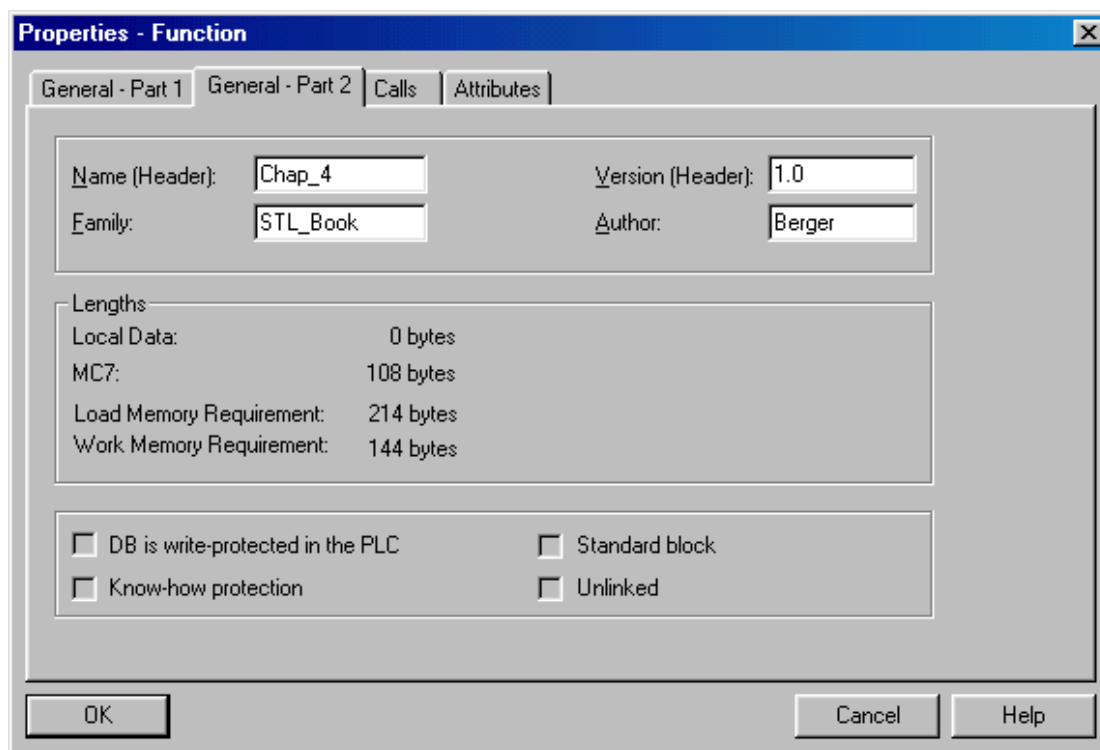 Properties - Function
General - Part 1 General - Part 2 Calls Attributes
Name (Header): Chap_4 Version (Header): 1.0
Family: STL_Book Author: Berger
Lengths
Local Data: 0 bytes
MC7: 108 bytes
Load Memory Requirement: 214 bytes
Work Memory Requirement: 144 bytes
DB is write-protected in the PLC Standard block
Know-how protection Unlinked
OK Cancel Help